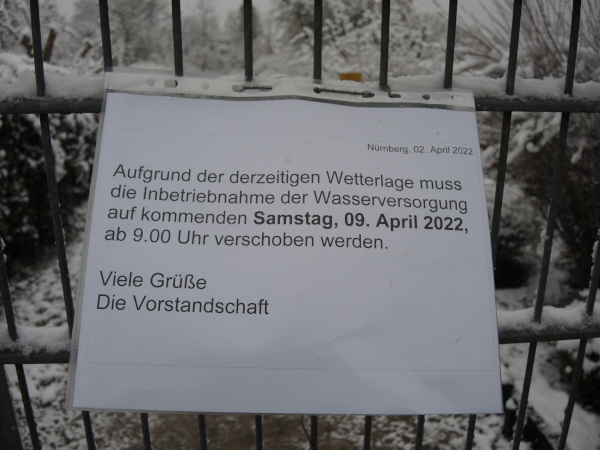 Nürnberg, 02. April 2022
Aufgrund der derzeitigen Wetterlage muss
die Inbetriebnahme der Wasserversorgung
auf kommenden Samstag, 09. April 2022,
ab 9.00 Uhr verschoben werden.
Viele Grüße
Die Vorstandschaft